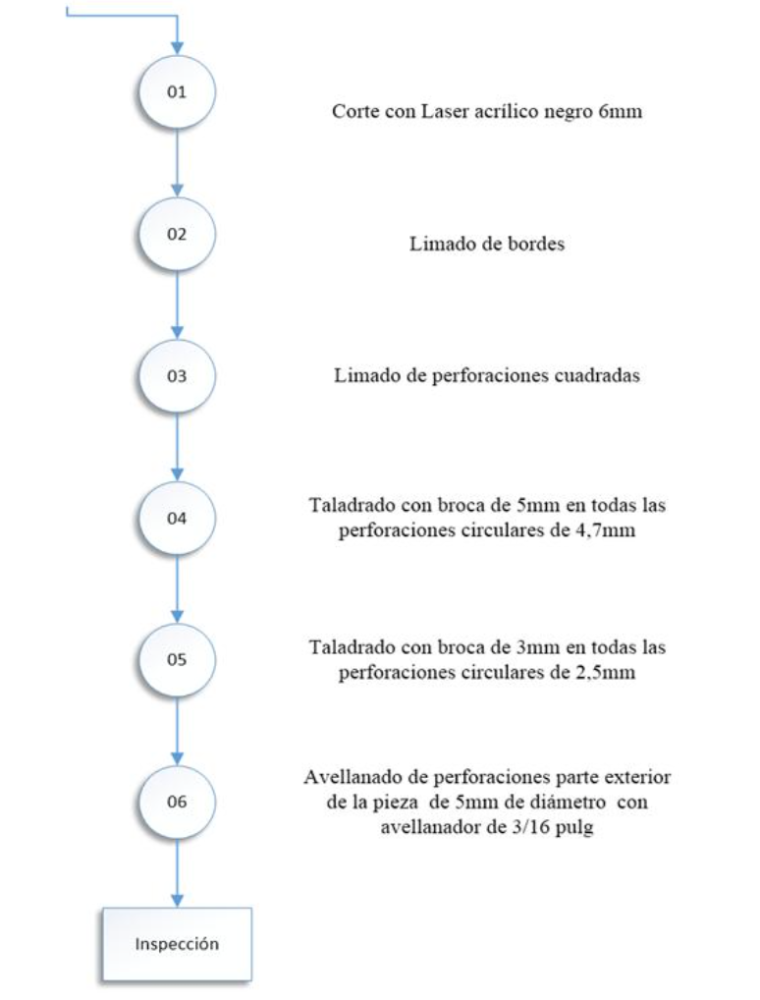 01
Corte con Laser acrílico negro 6mm
02
Limado de bordes
03
Limado de perforaciones cuadradas
04
Taladrado con broca de 5mm en todas las
perforaciones circulares de 4,7mm
05
Taladrado con broca de 3mm en todas las
perforaciones circulares de 2,5mm
06
Avellanado de perforaciones parte exterior
de la pieza de 5mm de diámetro con
avellanador de 3/16 pulg
Inspección